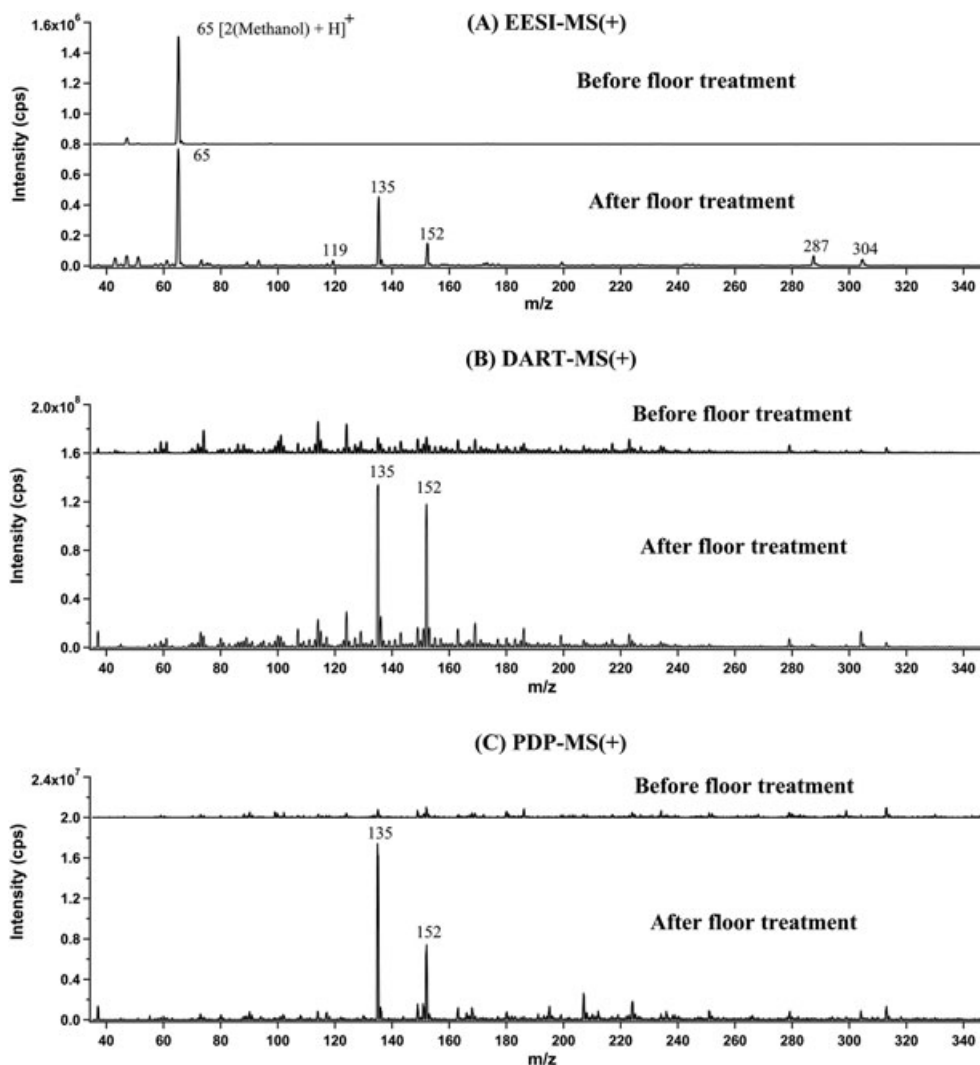 (A) EESI-MS(+)
65 [2(Methanol) + H]+
Before floor treatment
65
135
After floor treatment
152
119
287
304
Intensity (cps)
1.6x10⁶
1.4
1.2
1.0
0.8
0.6
0.4
0.2
0.0
40 60 80 100 120 140 160 180 200 220 240 260 280 300 320 340
m/z
(B) DART-MS(+)
Before floor treatment
135
152
After floor treatment
Intensity (cps)
2.0x10⁸
1.6
1.2
0.8
0.4
0.0
40 60 80 100 120 140 160 180 200 220 240 260 280 300 320 340
m/z
(C) PDP-MS(+)
Before floor treatment
135
After floor treatment
152
Intensity (cps)
2.4x10⁷
2.0
1.6
1.2
0.8
0.4
0.0
40 60 80 100 120 140 160 180 200 220 240 260 280 300 320 340
m/z